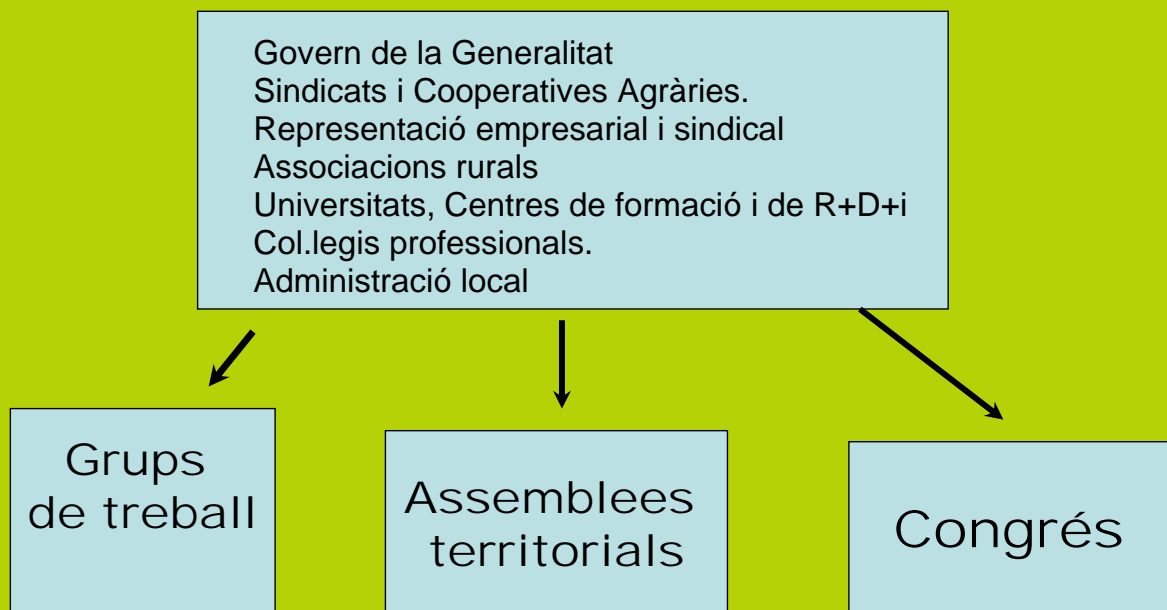 Govern de la Generalitat
Sindicats i Cooperatives Agràries.
Representació empresarial i sindical
Associacions rurals
Universitats, Centres de formació i de R+D+i
Col.legis professionals.
Administració local
Grups
de treball
Assemblees
territorials
Congrés